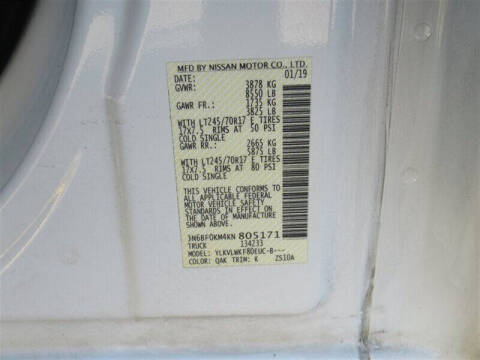 MFD BY NISSAN MOTOR CO., LTD.
DATE: 01/19
GVWR: 3878 KG
8550 LB
GAWR FR.: 1735 KG
3825 LB
WITH LT245/70R17 E TIRES
17X7.5 RIMS AT 50 PSI
COLD SINGLE
GAWR RR.: 2665 KG
5875 LB
WITH LT245/70R17 E TIRES
17X7.5 RIMS AT 80 PSI
COLD SINGLE
THIS VEHICLE CONFORMS TO
ALL APPLICABLE FEDERAL
MOTOR VEHICLE SAFETY
STANDARDS IN EFFECT ON
THE DATE OF MANUFACTURE
SHOWN ABOVE.
3N6BF0KM4KN 805171
TRUCK 134233
MODEL: YLKVLWKF80EUC-B---
COLOR: QAK TRIM: K ZS10A